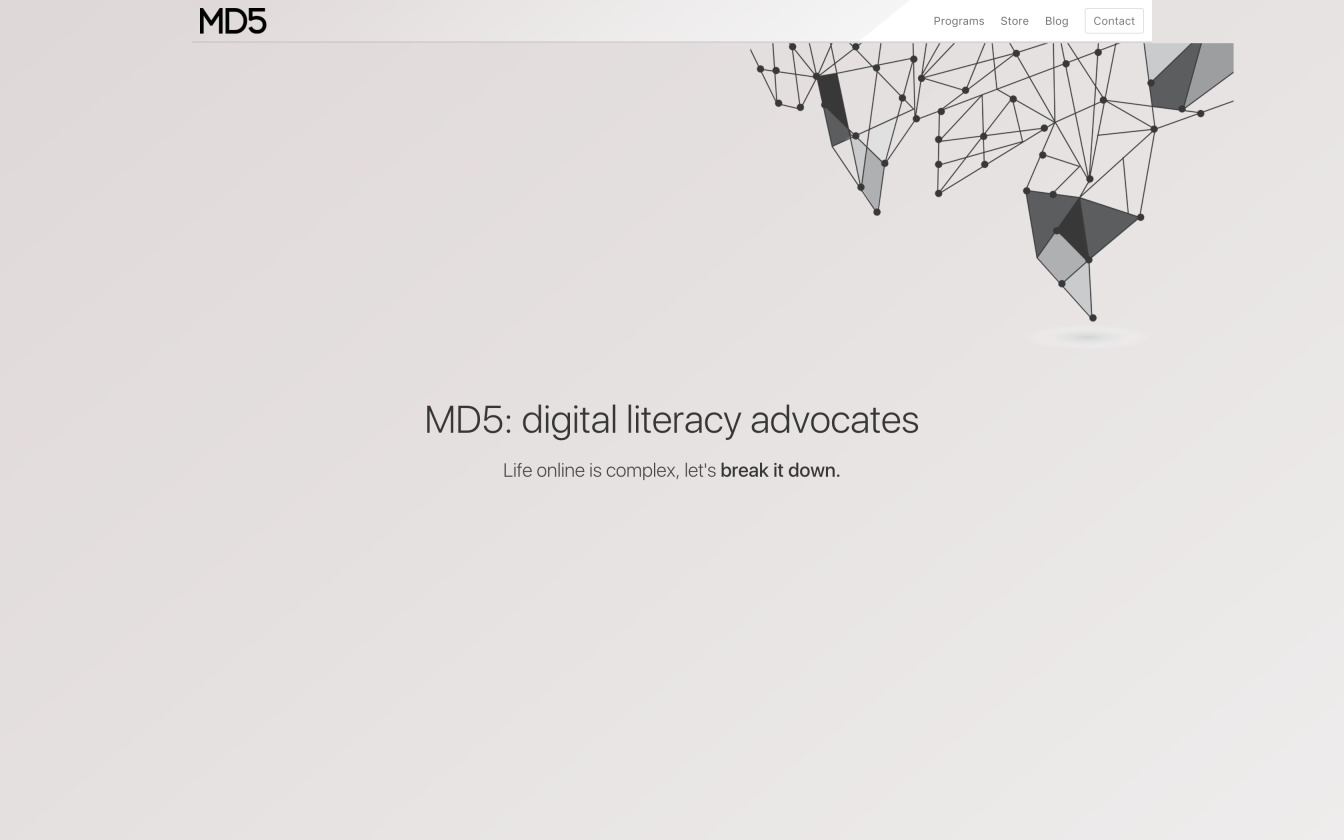 MD5
Programs Store Blog Contact
MD5: digital literacy advocates
Life online is complex, let's break it down.